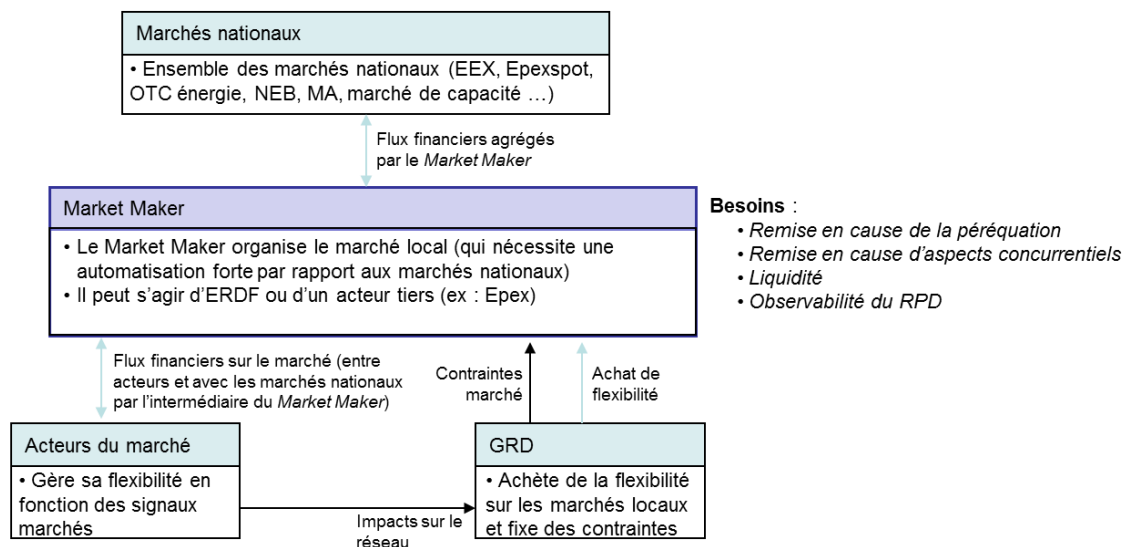 Marchés nationaux
• Ensemble des marchés nationaux (EEX, Epexspot,
OTC énergie, NEB, MA, marché de capacité …)
Flux financiers agrégés
par le Market Maker
Market Maker
• Le Market Maker organise le marché local (qui nécessite une
automatisation forte par rapport aux marchés nationaux)
• Il peut s'agir d'ERDF ou d'un acteur tiers (ex : Epex)
Besoins :
• Remise en cause de la péréquation
• Remise en cause d'aspects concurrentiels
• Liquidité
• Observabilité du RPD
Flux financiers sur le marché (entre
acteurs et avec les marchés nationaux
par l'intermédiaire du Market Maker)
Contraintes
marché
Achat de
flexibilité
Acteurs du marché
• Gère sa flexibilité en
fonction des signaux
marchés
Impacts sur le
réseau
GRD
• Achète de la flexibilité
sur les marchés locaux
et fixe des contraintes